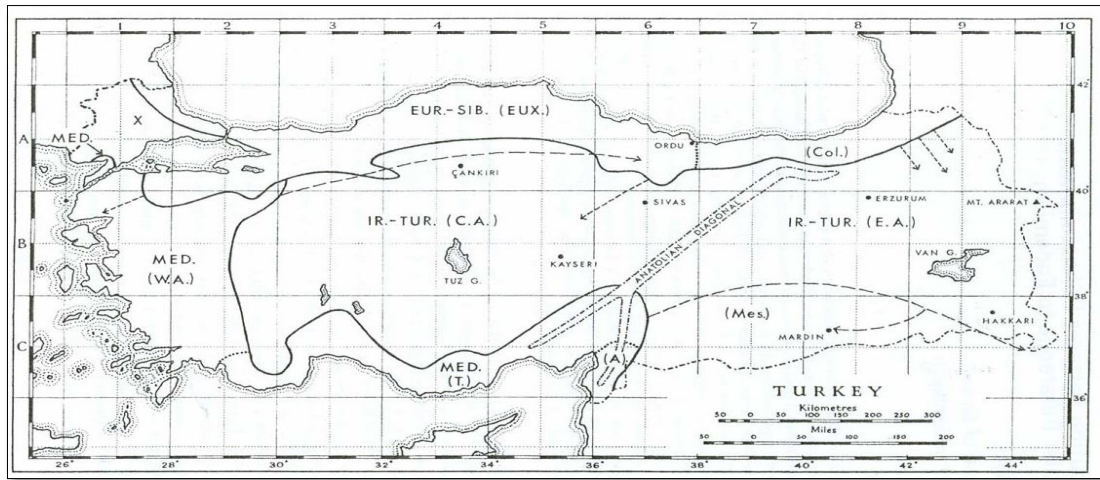 1 2 3 4 5 6 7 8 9 10
42°
EUR.-SIB. (EUX.)
X
MED.
A
ORDU
(Col.)
ÇANKIRI
40°
SIVAS
ERZURUM
MT. ARARAT
IR.-TUR. (C.A.)
IR.-TUR. (E.A.)
ANATOLIAN DIAGONAL
B
MED.
(W.A.)
VAN G.
KAYSERI
TUZ G.
38°
(Mes.)
HAKKARI
MARDIN
C
(A)
MED.
(T.)
TURKEY
36°
Kilometres
50 0 50 100 150 200 250 300
Miles
50 0 50 100 150 200
26° 28° 30° 32° 34° 36° 38° 40° 42° 44°